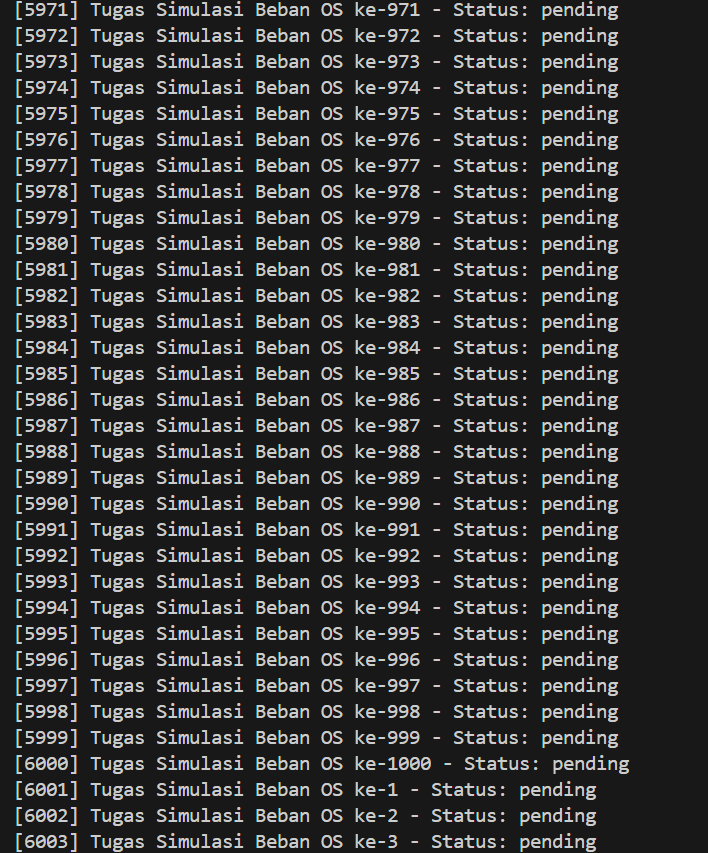 [5971] Tugas Simulasi Beban OS ke-971 - Status: pending
[5972] Tugas Simulasi Beban OS ke-972 - Status: pending
[5973] Tugas Simulasi Beban OS ke-973 - Status: pending
[5974] Tugas Simulasi Beban OS ke-974 - Status: pending
[5975] Tugas Simulasi Beban OS ke-975 - Status: pending
[5976] Tugas Simulasi Beban OS ke-976 - Status: pending
[5977] Tugas Simulasi Beban OS ke-977 - Status: pending
[5978] Tugas Simulasi Beban OS ke-978 - Status: pending
[5979] Tugas Simulasi Beban OS ke-979 - Status: pending
[5980] Tugas Simulasi Beban OS ke-980 - Status: pending
[5981] Tugas Simulasi Beban OS ke-981 - Status: pending
[5982] Tugas Simulasi Beban OS ke-982 - Status: pending
[5983] Tugas Simulasi Beban OS ke-983 - Status: pending
[5984] Tugas Simulasi Beban OS ke-984 - Status: pending
[5985] Tugas Simulasi Beban OS ke-985 - Status: pending
[5986] Tugas Simulasi Beban OS ke-986 - Status: pending
[5987] Tugas Simulasi Beban OS ke-987 - Status: pending
[5988] Tugas Simulasi Beban OS ke-988 - Status: pending
[5989] Tugas Simulasi Beban OS ke-989 - Status: pending
[5990] Tugas Simulasi Beban OS ke-990 - Status: pending
[5991] Tugas Simulasi Beban OS ke-991 - Status: pending
[5992] Tugas Simulasi Beban OS ke-992 - Status: pending
[5993] Tugas Simulasi Beban OS ke-993 - Status: pending
[5994] Tugas Simulasi Beban OS ke-994 - Status: pending
[5995] Tugas Simulasi Beban OS ke-995 - Status: pending
[5996] Tugas Simulasi Beban OS ke-996 - Status: pending
[5997] Tugas Simulasi Beban OS ke-997 - Status: pending
[5998] Tugas Simulasi Beban OS ke-998 - Status: pending
[5999] Tugas Simulasi Beban OS ke-999 - Status: pending
[6000] Tugas Simulasi Beban OS ke-1000 - Status: pending
[6001] Tugas Simulasi Beban OS ke-1 - Status: pending
[6002] Tugas Simulasi Beban OS ke-2 - Status: pending
[6003] Tugas Simulasi Beban OS ke-3 - Status: pending